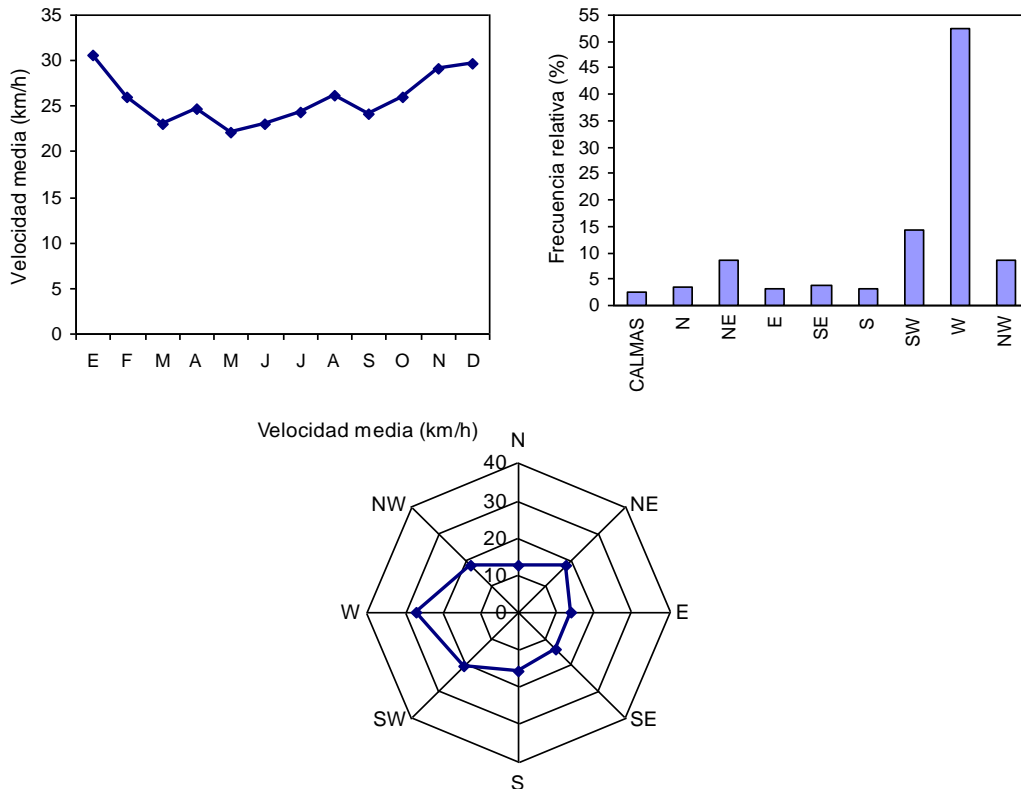 Velocidad media (km/h)
35
30
25
20
15
10
5
0
E F M A M J J A S O N D
Frecuencia relativa (%)
55
50
45
40
35
30
25
20
15
10
5
0
CALMAS
N
NE
E
SE
S
SW
W
NW
Velocidad media (km/h)
N
NE
E
SE
S
SW
W
NW
40
30
20
10
0